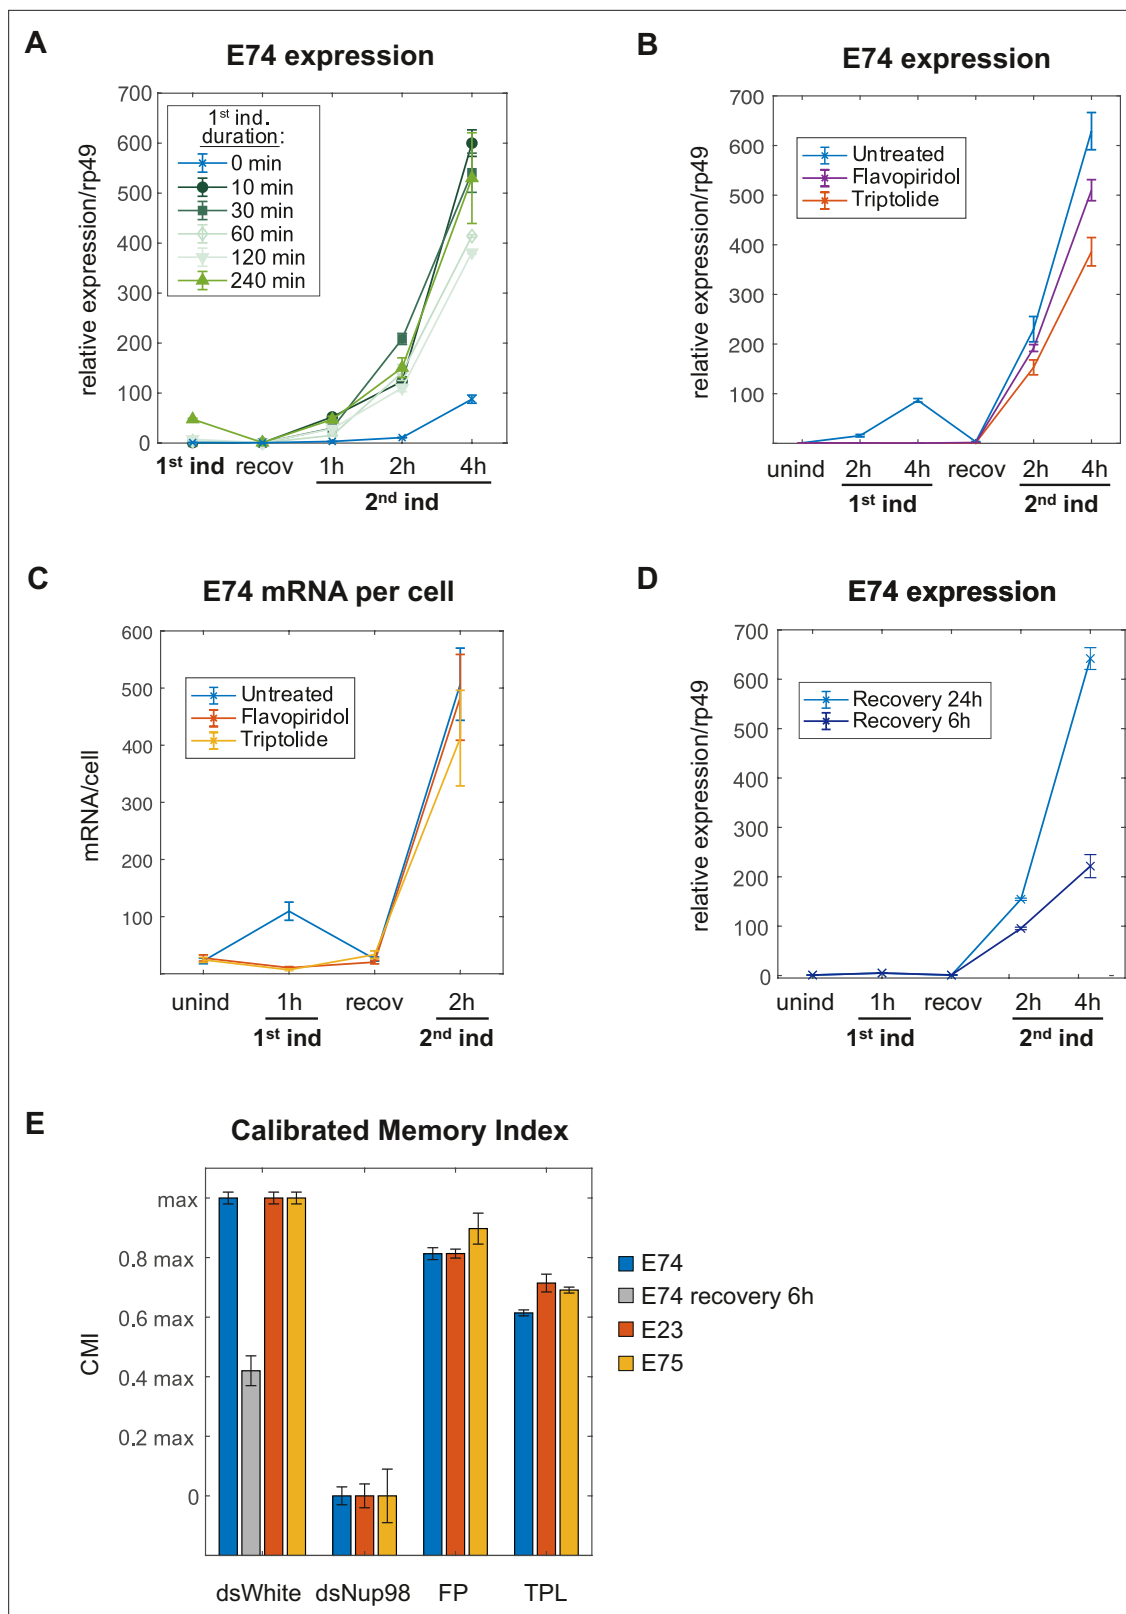 A
E74 expression
700
600
500
400
300
200
100
0
relative expression/rp49
1st ind.
duration:
0 min
10 min
30 min
60 min
120 min
240 min
1st ind recov 1h 2h 4h
2nd ind
B
E74 expression
700
600
500
400
300
200
100
relative expression/rp49
Untreated
Flavopiridol
Triptolide
unind 2h 4h recov 2h 4h
1st ind 2nd ind
C
E74 mRNA per cell
600
500
400
300
200
100
mRNA/cell
Untreated
Flavopiridol
Triptolide
unind 1h recov 2h
1st ind 2nd ind
D
E74 expression
700
600
500
400
300
200
100
0
relative expression/rp49
Recovery 24h
Recovery 6h
unind 1h recov 2h 4h
1st ind 2nd ind
E
Calibrated Memory Index
max
0.8 max
0.6 max
0.4 max
0.2 max
0
CMI
E74
E74 recovery 6h
E23
E75
dsWhite dsNup98 FP TPL